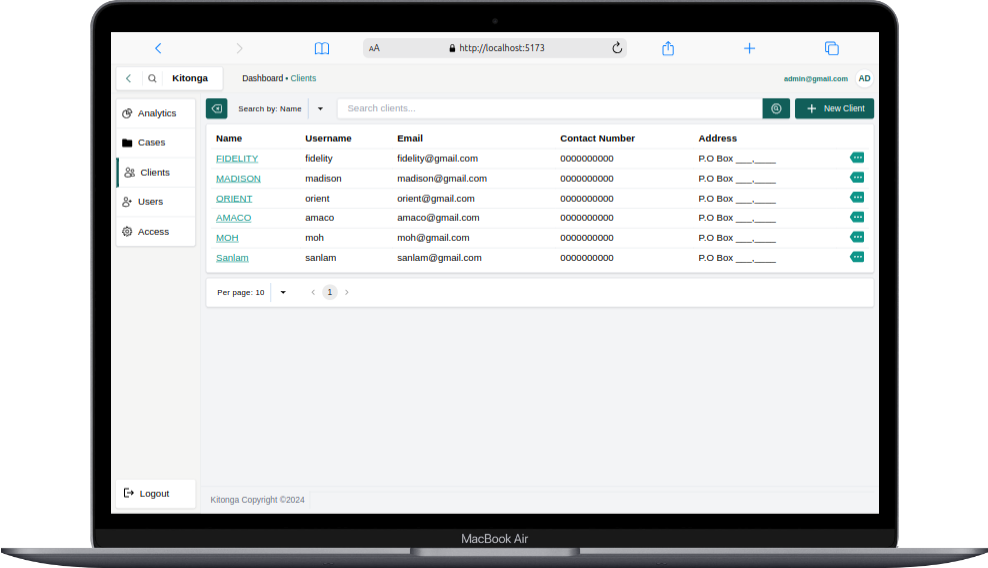 AA http://localhost:5173
Kitonga Dashboard • Clients admin@gmail.com AD
Analytics
Cases
Clients
Users
Access
Logout
Search by: Name Search clients... New Client
Name Username Email Contact Number Address
FIDELITY fidelity fidelity@gmail.com 0000000000 P.O Box ___,____
MADISON madison madison@gmail.com 0000000000 P.O Box ___,____
ORIENT orient orient@gmail.com 0000000000 P.O Box ___,____
AMACO amaco amaco@gmail.com 0000000000 P.O Box ___,____
MOH moh moh@gmail.com 0000000000 P.O Box ___,____
Sanlam sanlam sanlam@gmail.com 0000000000 P.O Box ___,____
Per page: 10 1
Kitonga Copyright ©2024
MacBook Air